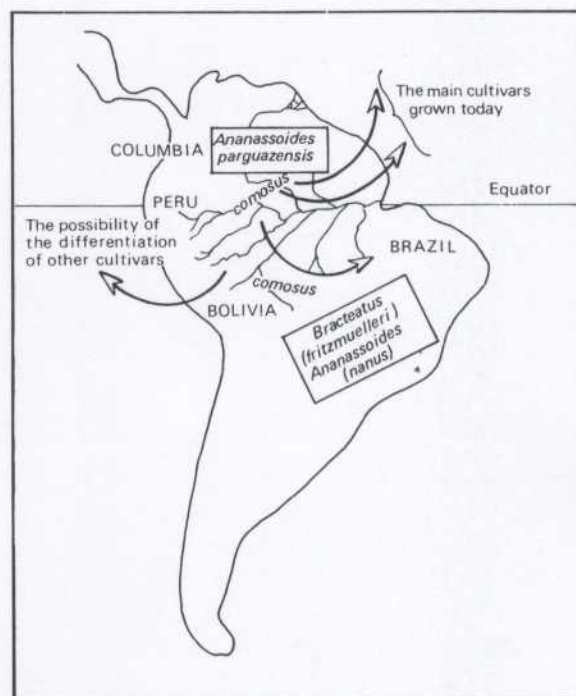 The main cultivars
grown today
COLUMBIA
Ananassoides
parguazensis
comosus
PERU
Equator
The possibility of
the differentiation
of other cultivars
BRAZIL
comosus
BOLIVIA
Bracteatus
(fritzmuelleri)
Ananassoides
(nanus)